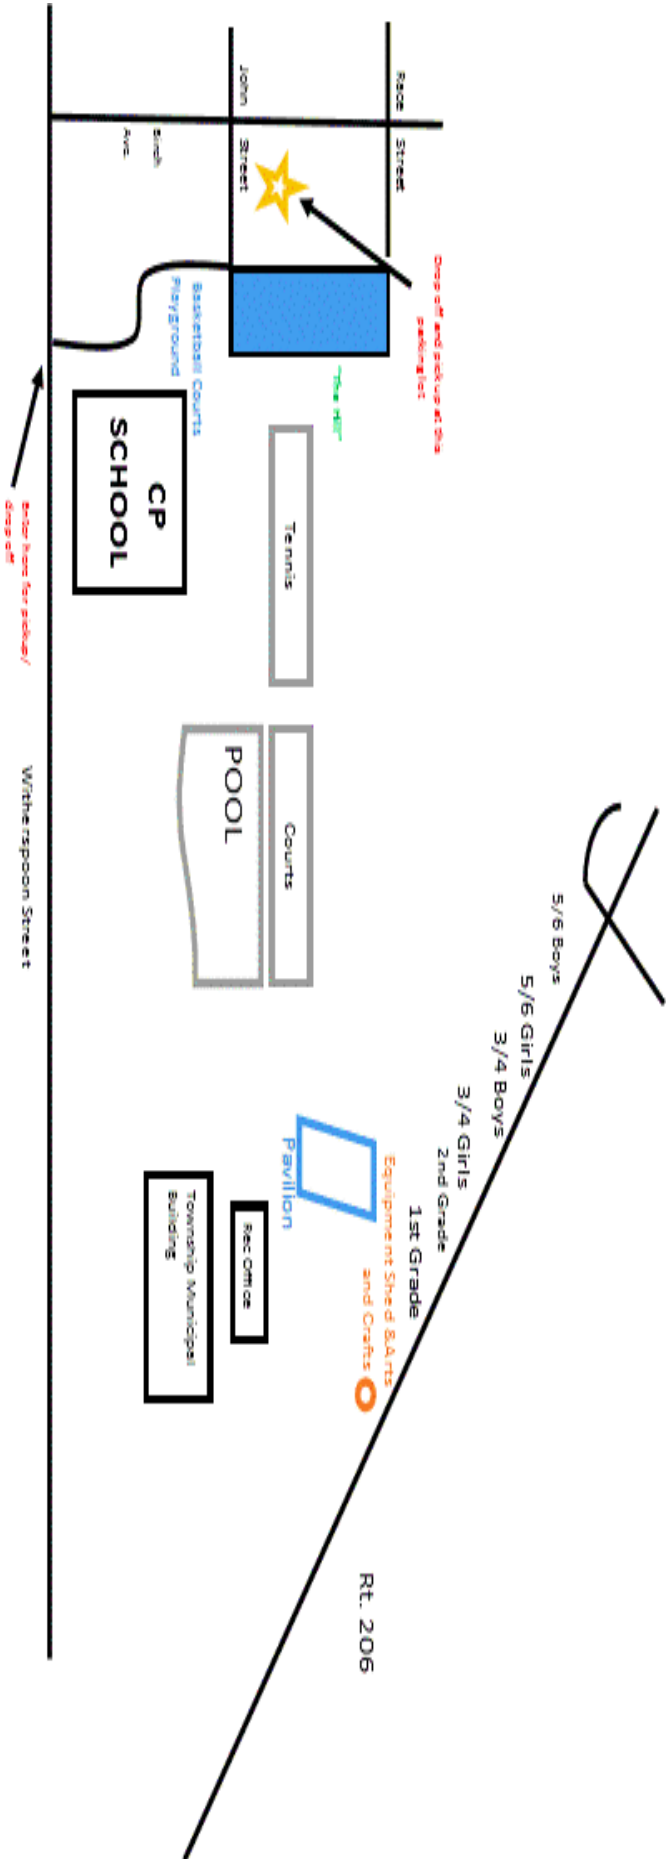 Race Street
John Street
Birch
Ave.
Drop off and pick up at this
parking lot
Basketball Courts
Playground
"The Hill"
CP
SCHOOL
Tennis
Courts
POOL
Enter here for pickup/
drop off
Witherspoon Street
5/6 Boys
5/6 Girls
3/4 Boys
3/4 Girls
2nd Grade
1st Grade
Equipment Shed & Arts
and Crafts
Pavilion
Rec Office
Township Municipal
Building
Rt. 206